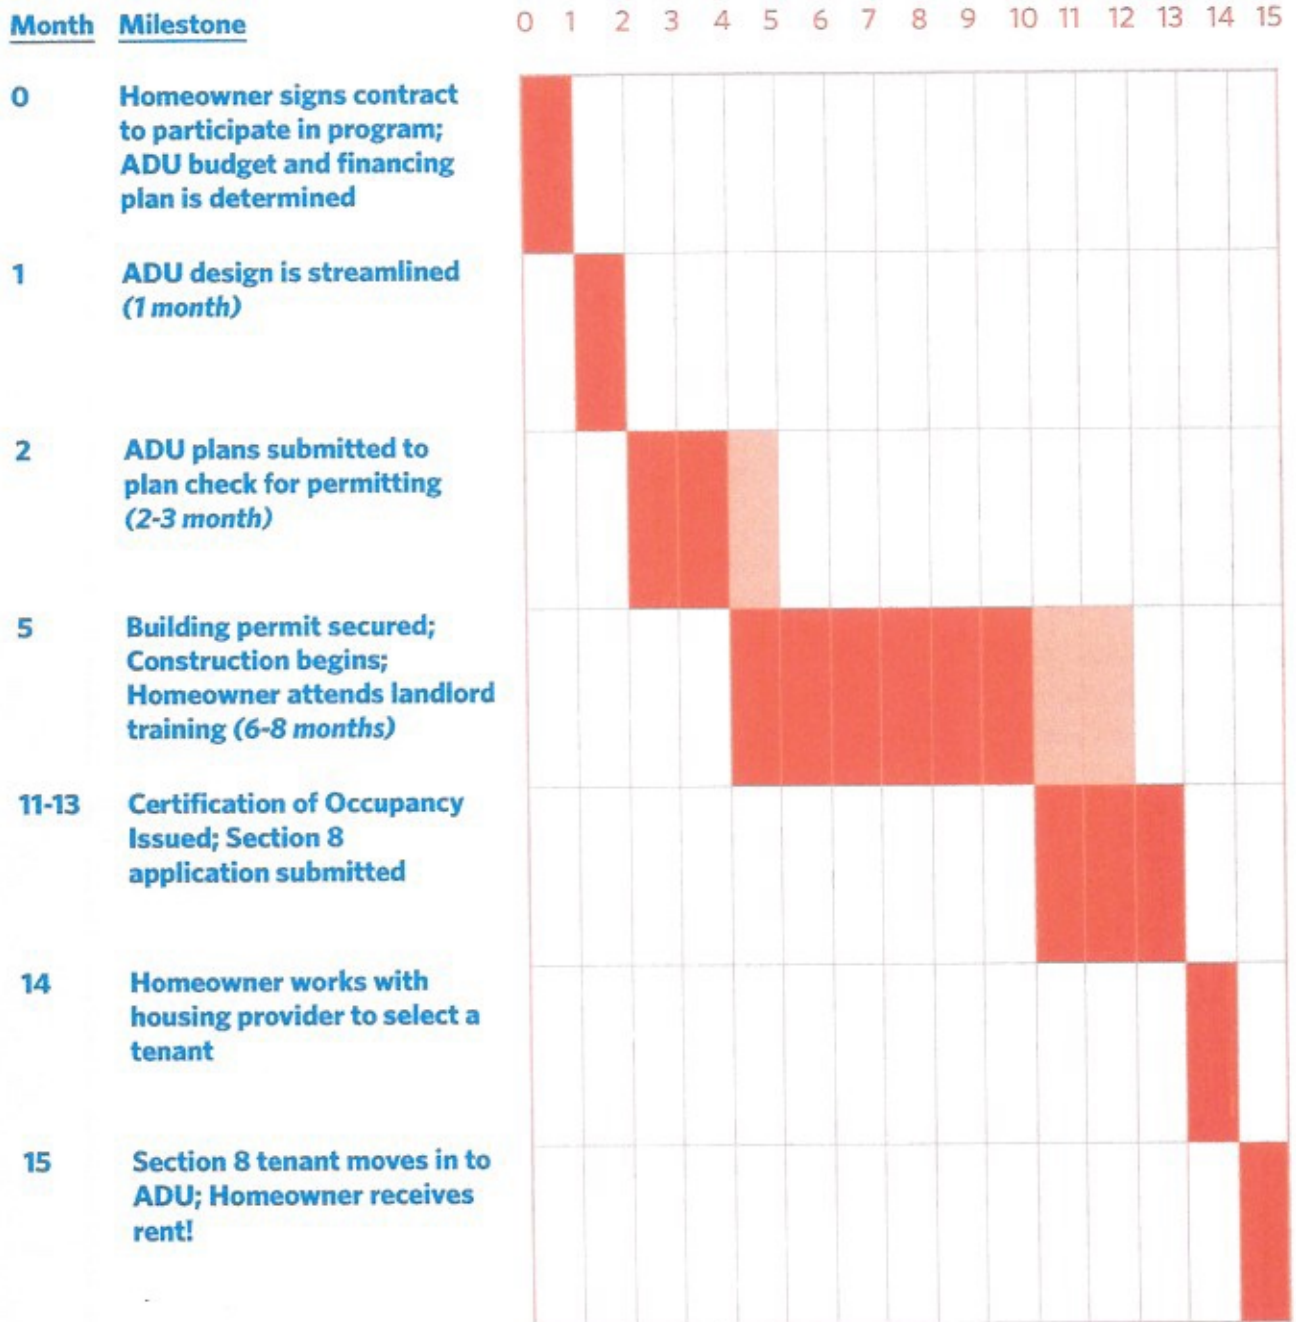 Month Milestone 0 1 2 3 4 5 6 7 8 9 10 11 12 13 14 15
0 Homeowner signs contract
to participate in program;
ADU budget and financing
plan is determined
1 ADU design is streamlined
(1 month)
2 ADU plans submitted to
plan check for permitting
(2-3 month)
5 Building permit secured;
Construction begins;
Homeowner attends landlord
training (6-8 months)
11-13 Certification of Occupancy
Issued; Section 8
application submitted
14 Homeowner works with
housing provider to select a
tenant
15 Section 8 tenant moves in to
ADU; Homeowner receives
rent!